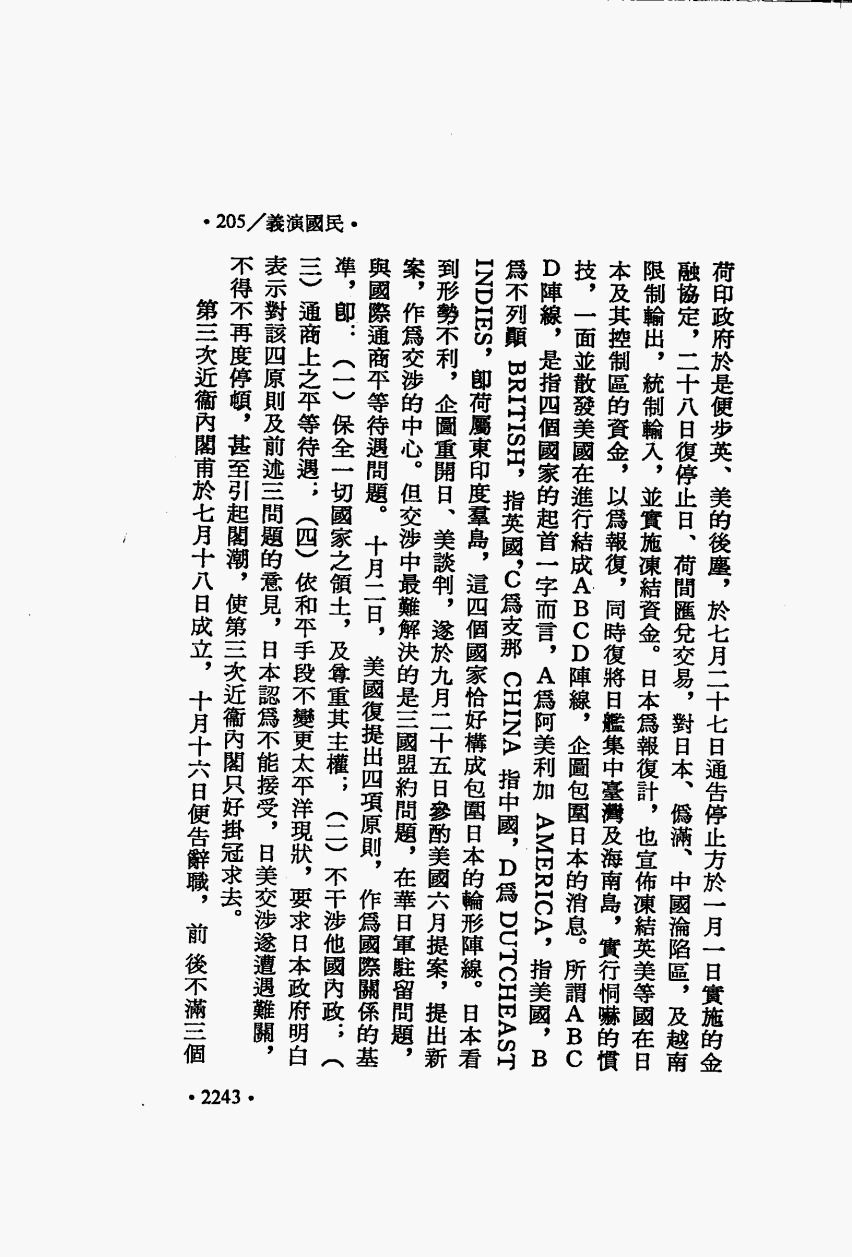 •205／義演國民•
荷印政府於是便步英、美的後塵，於七月二十七日通告停止方於一月一日實施的金
融協定，二十八日復停止日、荷間匯兌交易，對日本、僞滿、中國淪陷區，及越南
限制輸出，統制輸入，並實施凍結資金。日本爲報復計，也宣佈凍結英美等國在日
本及其控制區的資金，以爲報復，同時復將日艦集中臺灣及海南島，實行恫嚇的慣
技，一面並散發美國在進行結成ABCD陣線，企圖包圍日本的消息。所謂ABC
D陣線，是指四個國家的起首一字而言，A爲阿美利加 AMERICA，指美國，B
爲不列顚 BRITISH，指英國，C爲支那 CHINA 指中國，D爲 DUTCHEAST
INDIES，卽荷屬東印度羣島，這四個國家恰好構成包圍日本的輪形陣線。日本看
到形勢不利，企圖重開日、美談判，遂於九月二十五日參酌美國六月提案，提出新
案，作爲交涉的中心。但交涉中最難解決的是三國盟約問題，在華日軍駐留問題，
與國際通商平等待遇問題。十月二日，美國復提出四項原則，作爲國際關係的基
準，卽：（一）保全一切國家之領土，及尊重其主權；（二）不干涉他國內政；（
三）通商上之平等待遇；（四）依和平手段不變更太平洋現狀，要求日本政府明白
表示對該四原則及前述三問題的意見，日本認爲不能接受，日美交涉遂遭遇難關，
不得不再度停頓，甚至引起閣潮，使第三次近衞內閣只好掛冠求去。
第三次近衞內閣甫於七月十八日成立，十月十六日便告辭職，前後不滿三個
•2243•